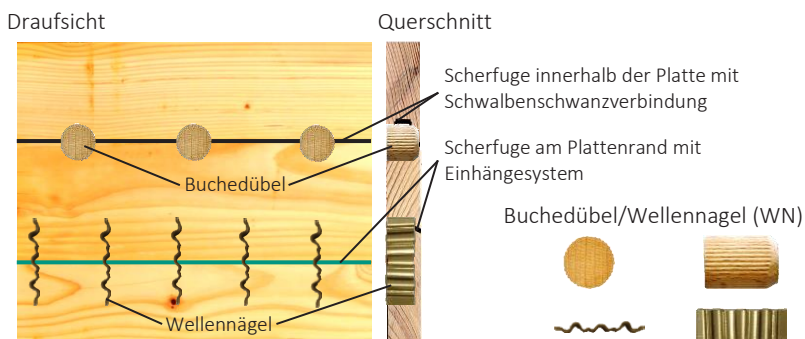 Draufsicht
Querschnitt
Scherfuge innerhalb der Platte mit
Schwalbenschwanzverbindung
Scherfuge am Plattenrand mit
Einhängesystem
Buchedübel
Buchedübel/Wellennagel (WN)
Wellennägel